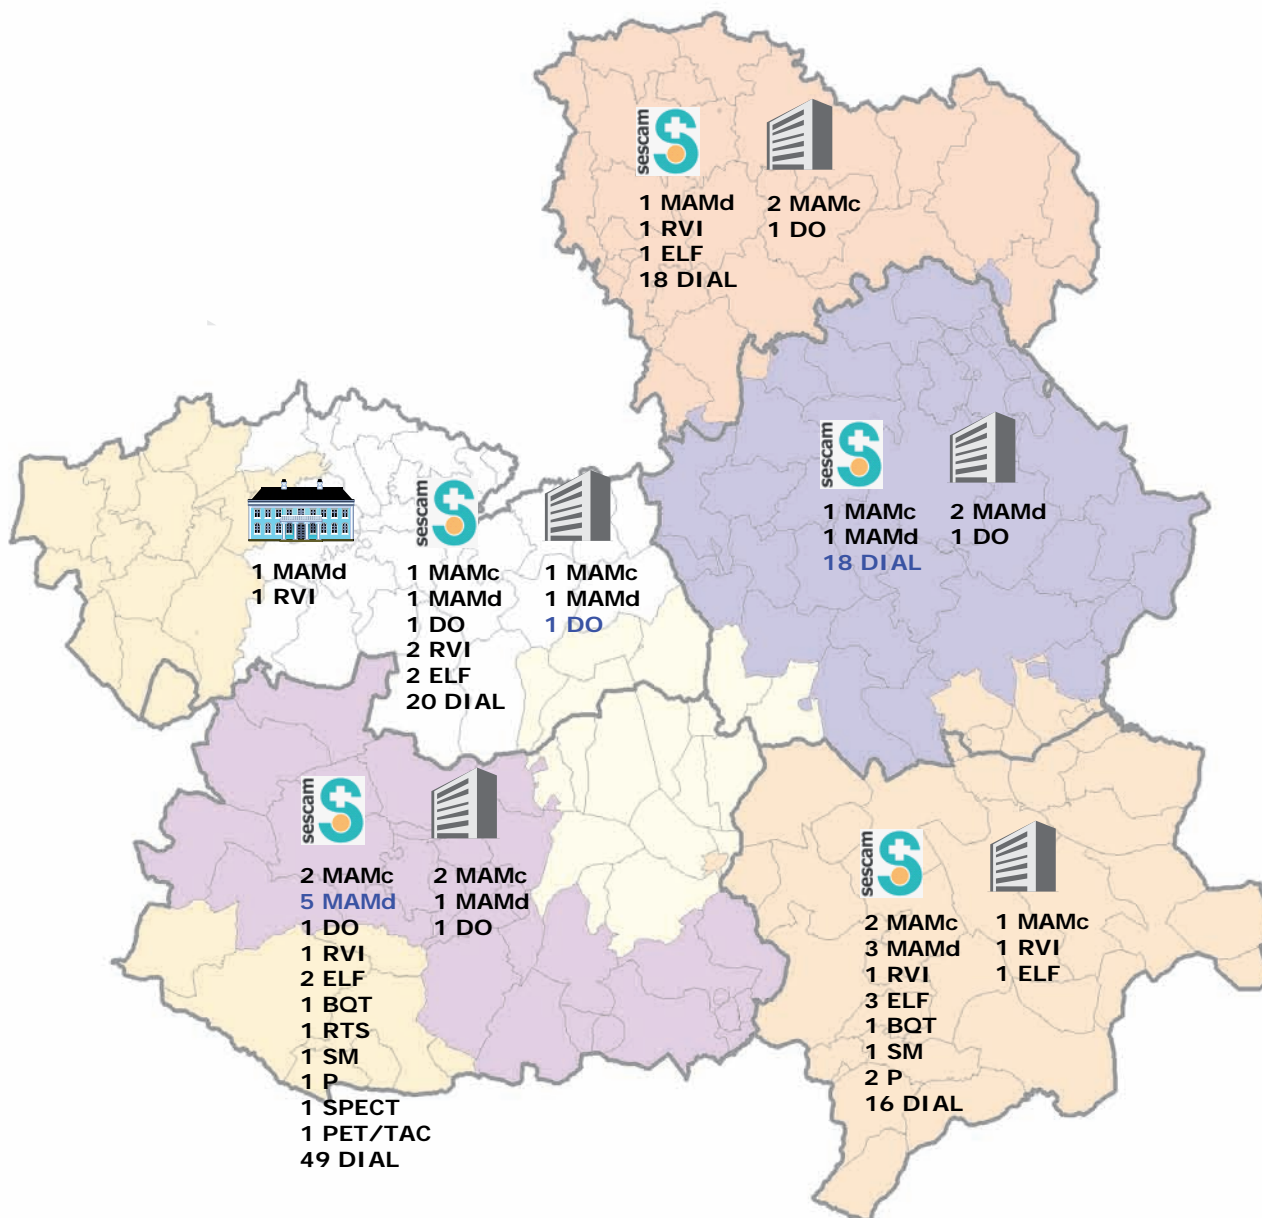 sescam
1 MAMd
1 RVI
1 ELF
18 DIAL
2 MAMc
1 DO
sescam
1 MAMc
1 MAMd
18 DIAL
2 MAMd
1 DO
1 MAMd
1 RVI
sescam
1 MAMc
1 MAMd
1 DO
2 RVI
2 ELF
20 DIAL
1 MAMc
1 MAMd
1 DO
sescam
2 MAMc
5 MAMd
1 DO
1 RVI
2 ELF
1 BQT
1 RTS
1 SM
1 P
1 SPECT
1 PET/TAC
49 DIAL
2 MAMc
1 MAMd
1 DO
sescam
2 MAMc
3 MAMd
1 RVI
3 ELF
1 BQT
1 SM
2 P
16 DIAL
1 MAMc
1 RVI
1 ELF